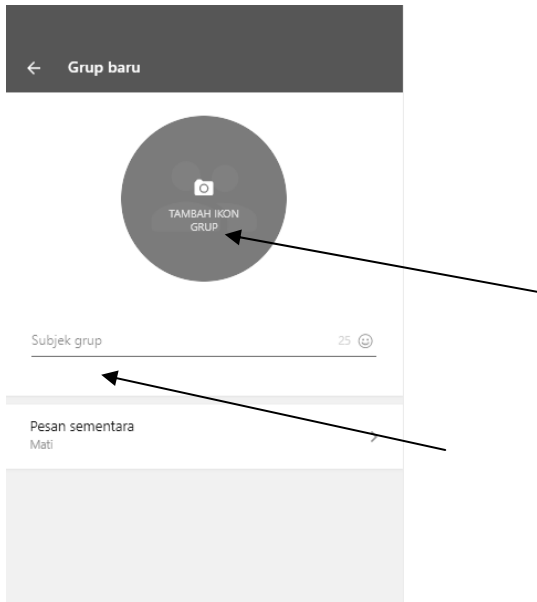 Grup baru
TAMBAH IKON
GRUP
Subjek grup 25
Pesan sementara
Mati